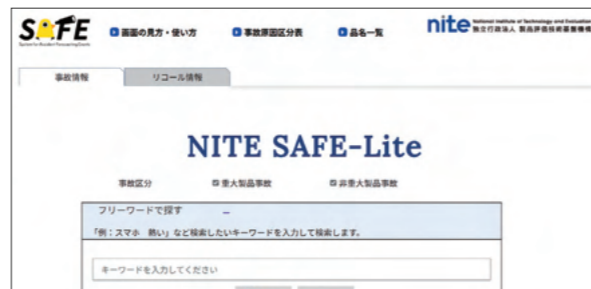 SAFE
画面の見方・使い方
事故原因区分表
品名一覧
nite National Institute of Technology and Evaluation
独立行政法人 製品評価技術基盤機構
事故情報
リコール情報
NITE SAFE-Lite
事故区分
重大製品事故
非重大製品事故
フリーワードで探す
「例：スマホ 熱い」など検索したいキーワードを入力して検索します。
キーワードを入力してください